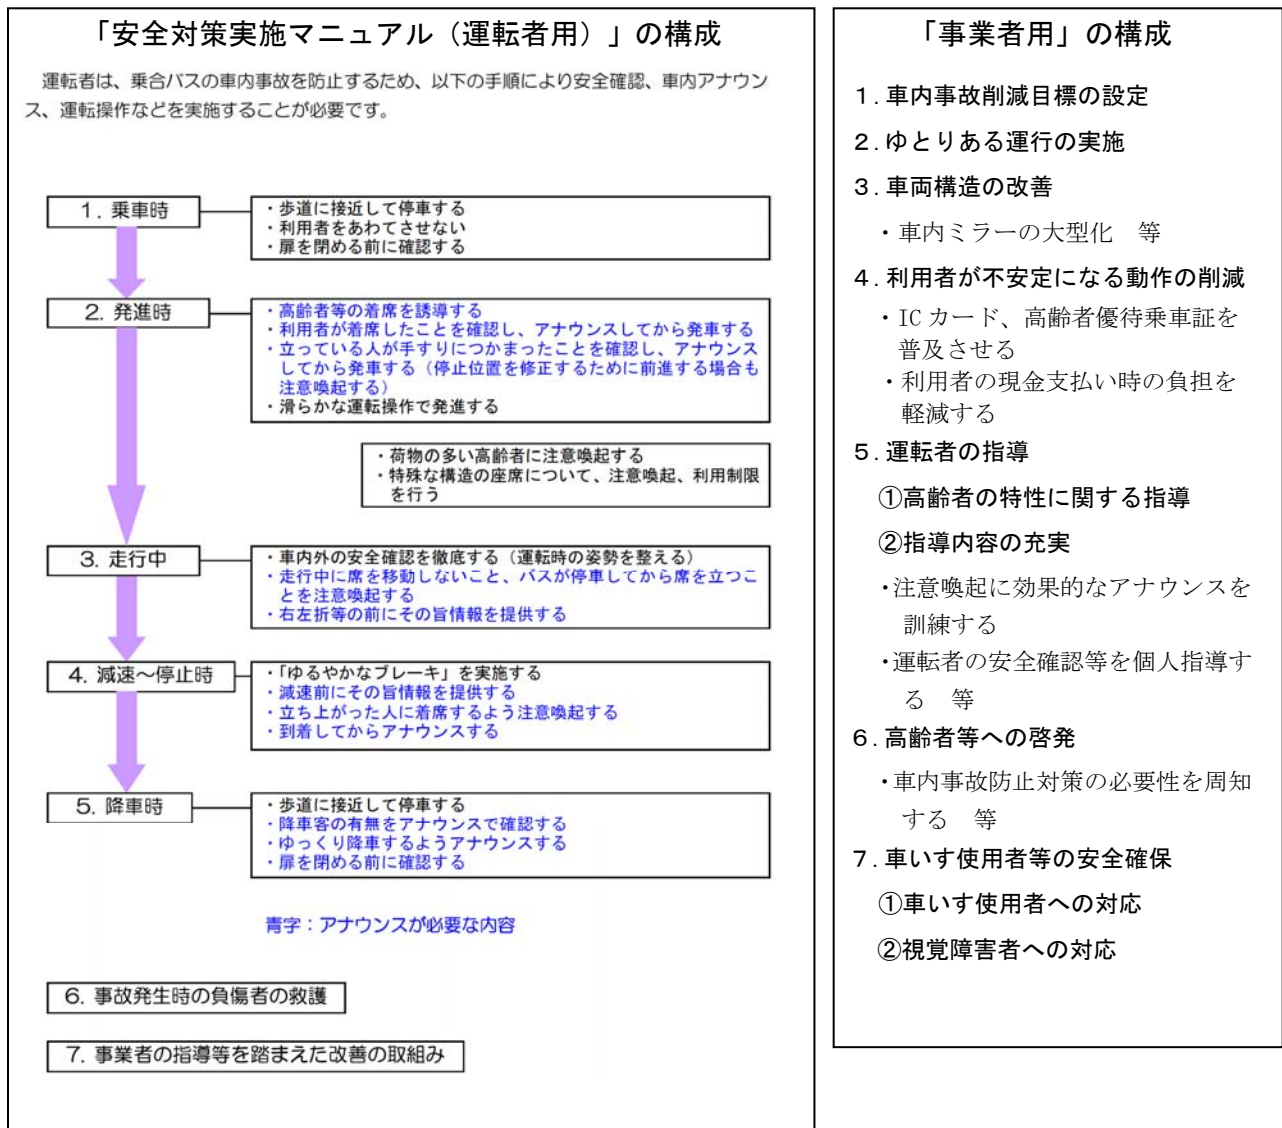 「安全対策実施マニュアル（運転者用）」の構成
運転者は、乗合バスの車内事故を防止するため、以下の手順により安全確認、車内アナウン
ス、運転操作などを実施することが必要です。
1. 乗車時
・歩道に接近して停車する
・利用者をあわてさせない
・扉を閉める前に確認する
2. 発進時
・高齢者等の着席を誘導する
・利用者が着席したことを確認し、アナウンスしてから発車する
・立っている人が手すりにつかまったことを確認し、アナウンス
してから発車する（停止位置を修正するために前進する場合も
注意喚起する）
・滑らかな運転操作で発進する
・荷物の多い高齢者に注意喚起する
・特殊な構造の座席について、注意喚起、利用制限
を行う
3. 走行中
・車内外の安全確認を徹底する（運転時の姿勢を整える）
・走行中に席を移動しないこと、バスが停車してから席を立つこ
とを注意喚起する
・右左折等の前にその旨情報を提供する
4. 減速～停止時
・「ゆるやかなブレーキ」を実施する
・減速前にその旨情報を提供する
・立ち上がった人に着席するよう注意喚起する
・到着してからアナウンスする
5. 降車時
・歩道に接近して停車する
・降車客の有無をアナウンスで確認する
・ゆっくり降車するようアナウンスする
・扉を閉める前に確認する
青字：アナウンスが必要な内容
6. 事故発生時の負傷者の救護
7. 事業者の指導等を踏まえた改善の取組み
「事業者用」の構成
１．車内事故削減目標の設定
２．ゆとりある運行の実施
３．車両構造の改善
・車内ミラーの大型化　等
４．利用者が不安定になる動作の削減
・IC カード、高齢者優待乗車証を
普及させる
・利用者の現金支払い時の負担を
軽減する
５．運転者の指導
①高齢者の特性に関する指導
②指導内容の充実
・注意喚起に効果的なアナウンスを
訓練する
・運転者の安全確認等を個人指導す
る　等
６．高齢者等への啓発
・車内事故防止対策の必要性を周知
する　等
７．車いす使用者等の安全確保
①車いす使用者への対応
②視覚障害者への対応